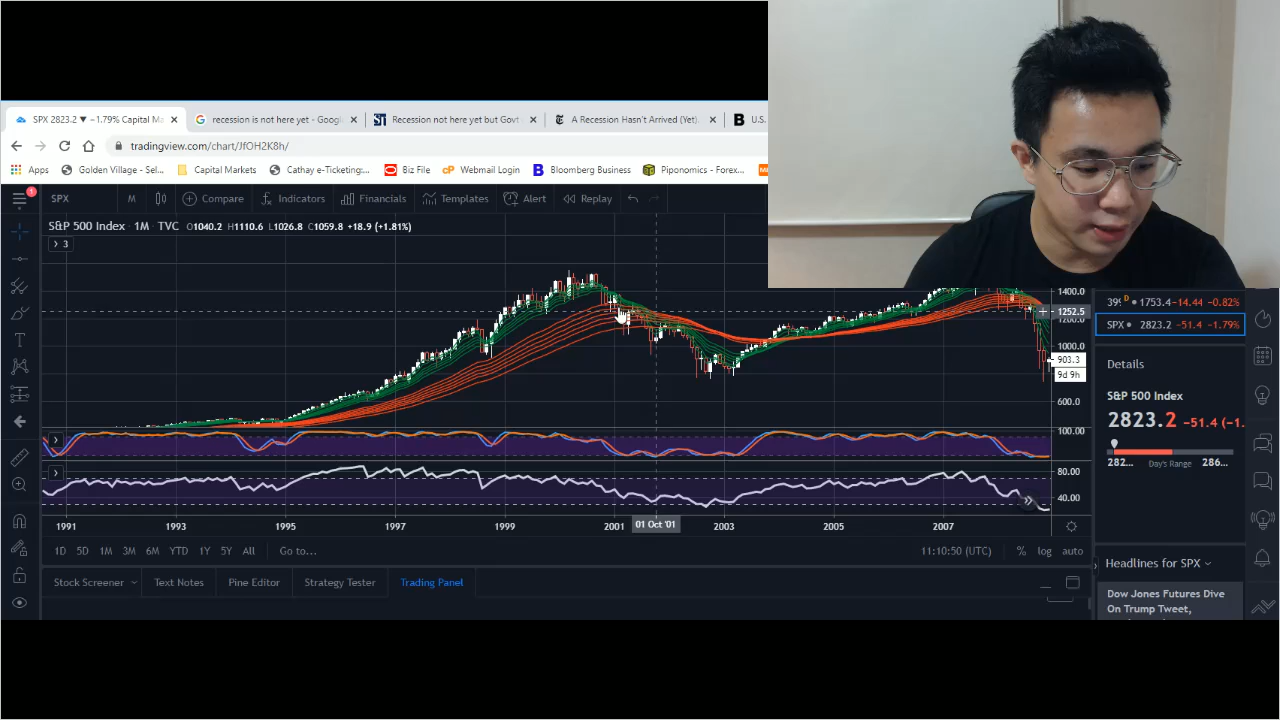 SPX 2823.2 ▼ −1.79% Capital Ma
recession is not here yet - Googl
Recession not here yet but Govt
A Recession Hasn't Arrived (Yet)
U.S.
tradingview.com/chart/JfOH2K8h/
Apps
Golden Village - Sel...
Capital Markets
Cathay e-Ticketing:...
Biz File
Webmail Login
Bloomberg Business
Piponomics - Forex...
1
SPX
M
Compare
Indicators
Financials
Templates
Alert
Replay
S&P 500 Index · 1M · TVC O1040.2 H1110.6 L1026.8 C1059.8 +18.9 (+1.81%)
3
1400.0
1252.5
1200.0
1000.0
903.3
9d 9h
600.0
100.00
80.00
40.00
1991
1993
1995
1997
1999
2001
01 Oct '01
2003
2005
2007
1D
5D
1M
3M
6M
YTD
1Y
5Y
All
Go to...
11:10:50 (UTC)
%
log
auto
Stock Screener
Text Notes
Pine Editor
Strategy Tester
Trading Panel
D 1753.4 −14.44 −0.82%
SPX 2823.2 −51.4 −1.79%
Details
S&P 500 Index
2823.2 −51.4 (−1.
282...
Day's Range
286...
Headlines for SPX
Dow Jones Futures Dive
On Trump Tweet,